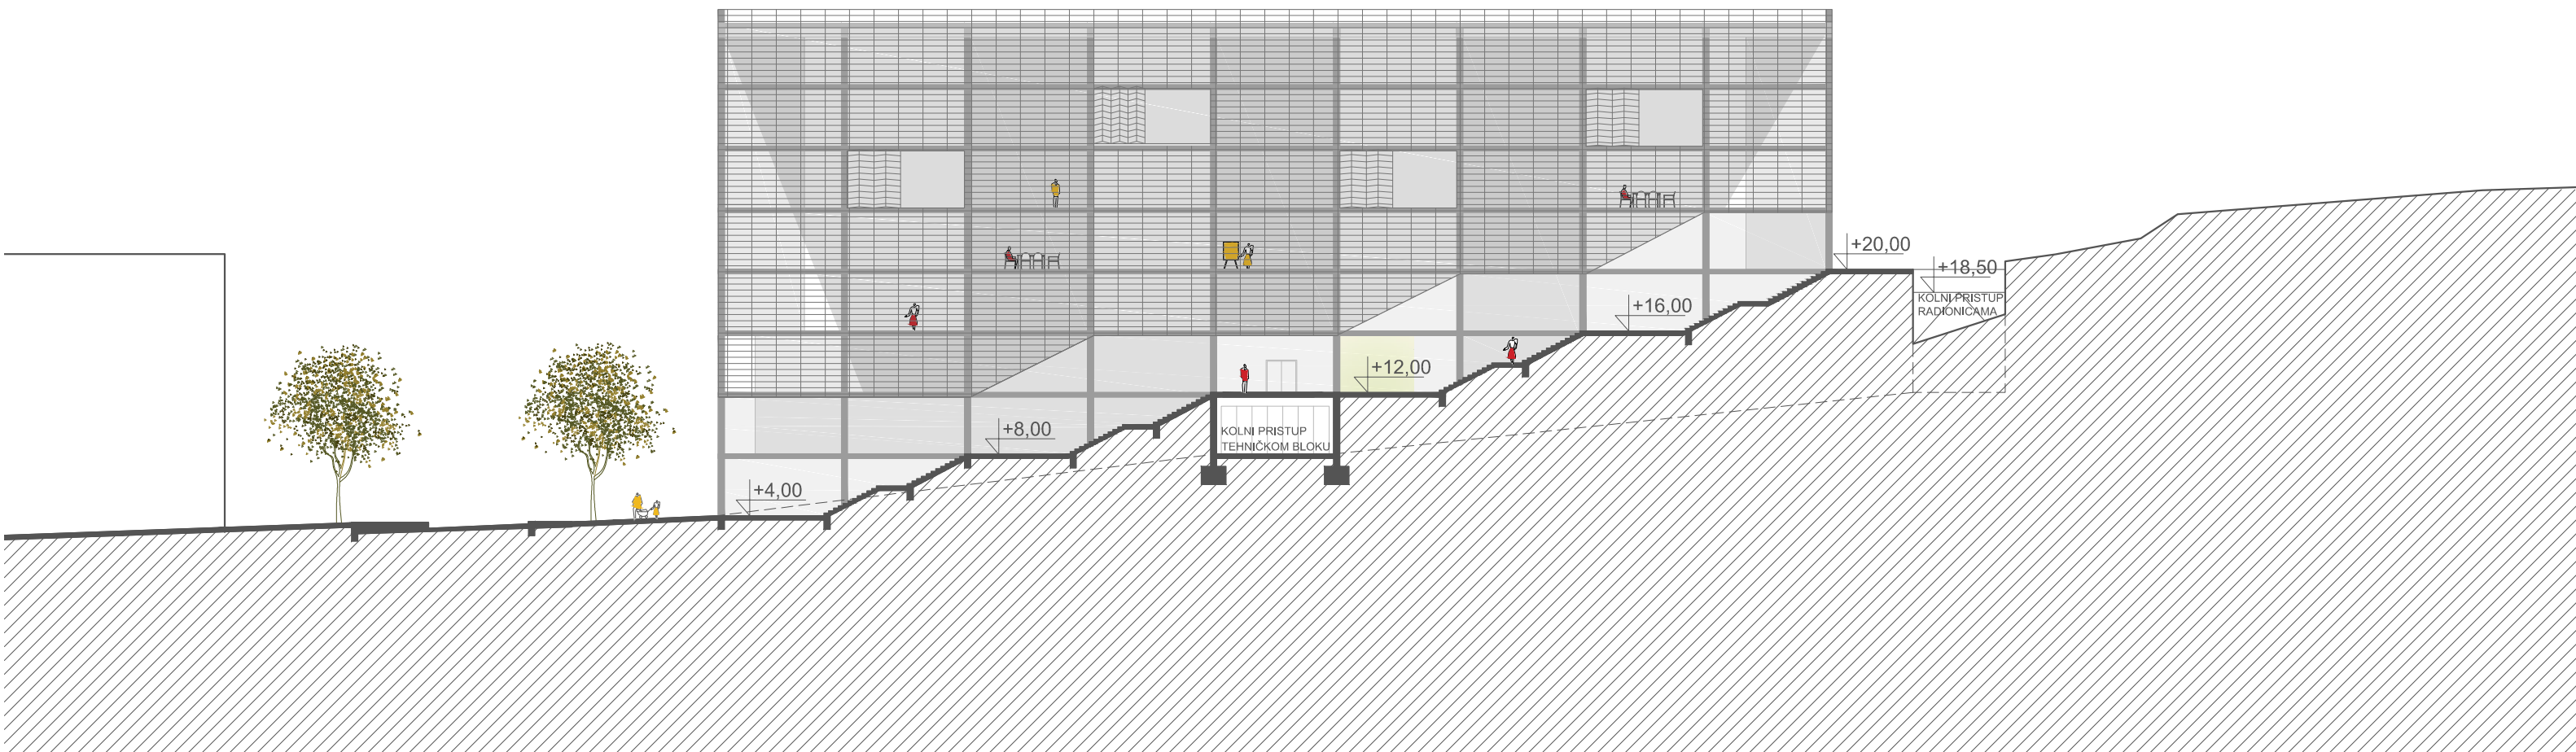 +20,00
+18,50
KOLNI PRISTUP
RADIONICAMA
+16,00
+12,00
+8,00
KOLNI PRISTUP
TEHNIČKOM BLOKU
+4,00